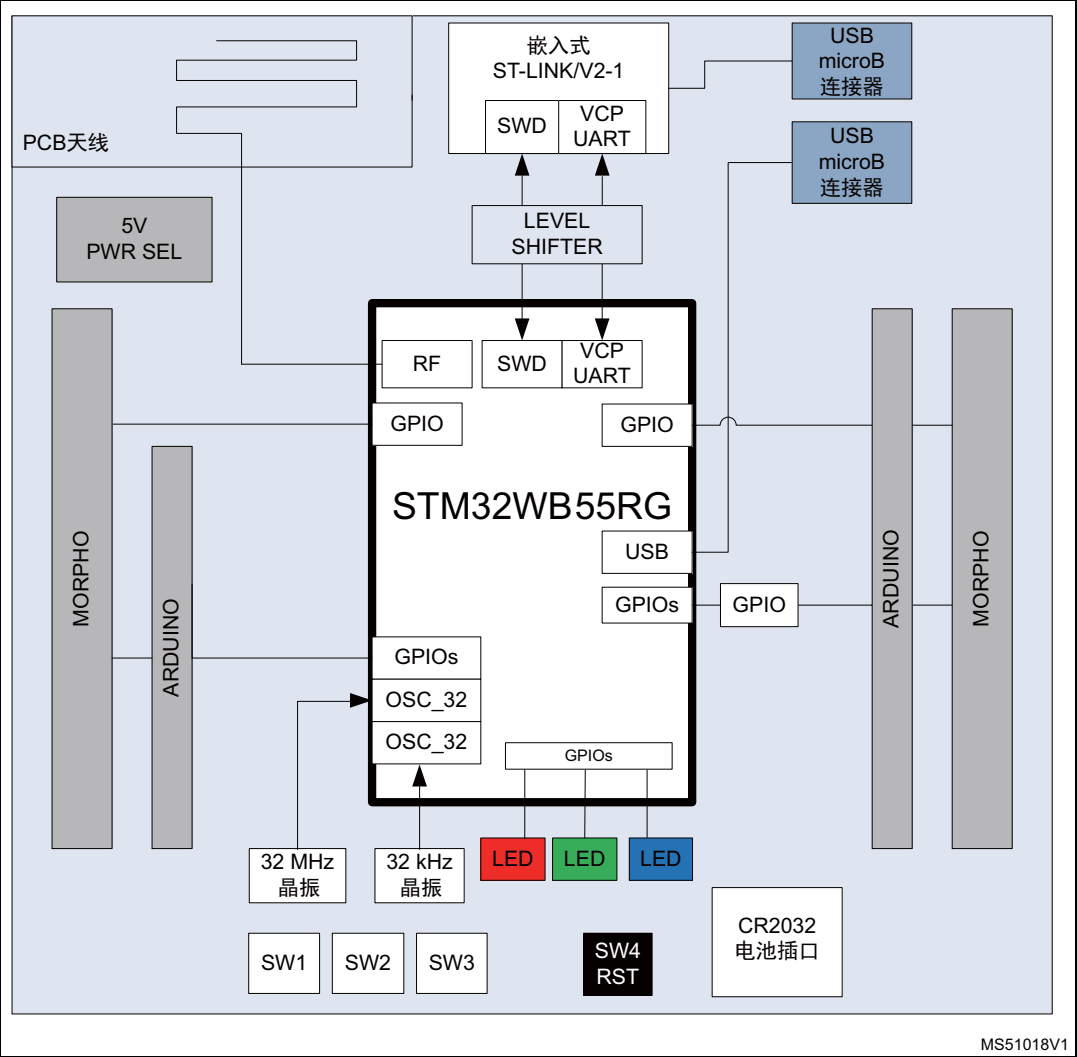 嵌入式
ST-LINK/V2-1
SWD
VCP
UART
USB
microB
连接器
USB
microB
连接器
PCB天线
5V
PWR SEL
LEVEL
SHIFTER
RF
SWD
VCP
UART
GPIO
GPIO
STM32WB55RG
USB
GPIOs
GPIO
MORPHO
ARDUINO
ARDUINO
MORPHO
GPIOs
OSC_32
OSC_32
GPIOs
32 MHz
晶振
32 kHz
晶振
LED
LED
LED
SW1
SW2
SW3
SW4
RST
CR2032
电池插口
MS51018V1